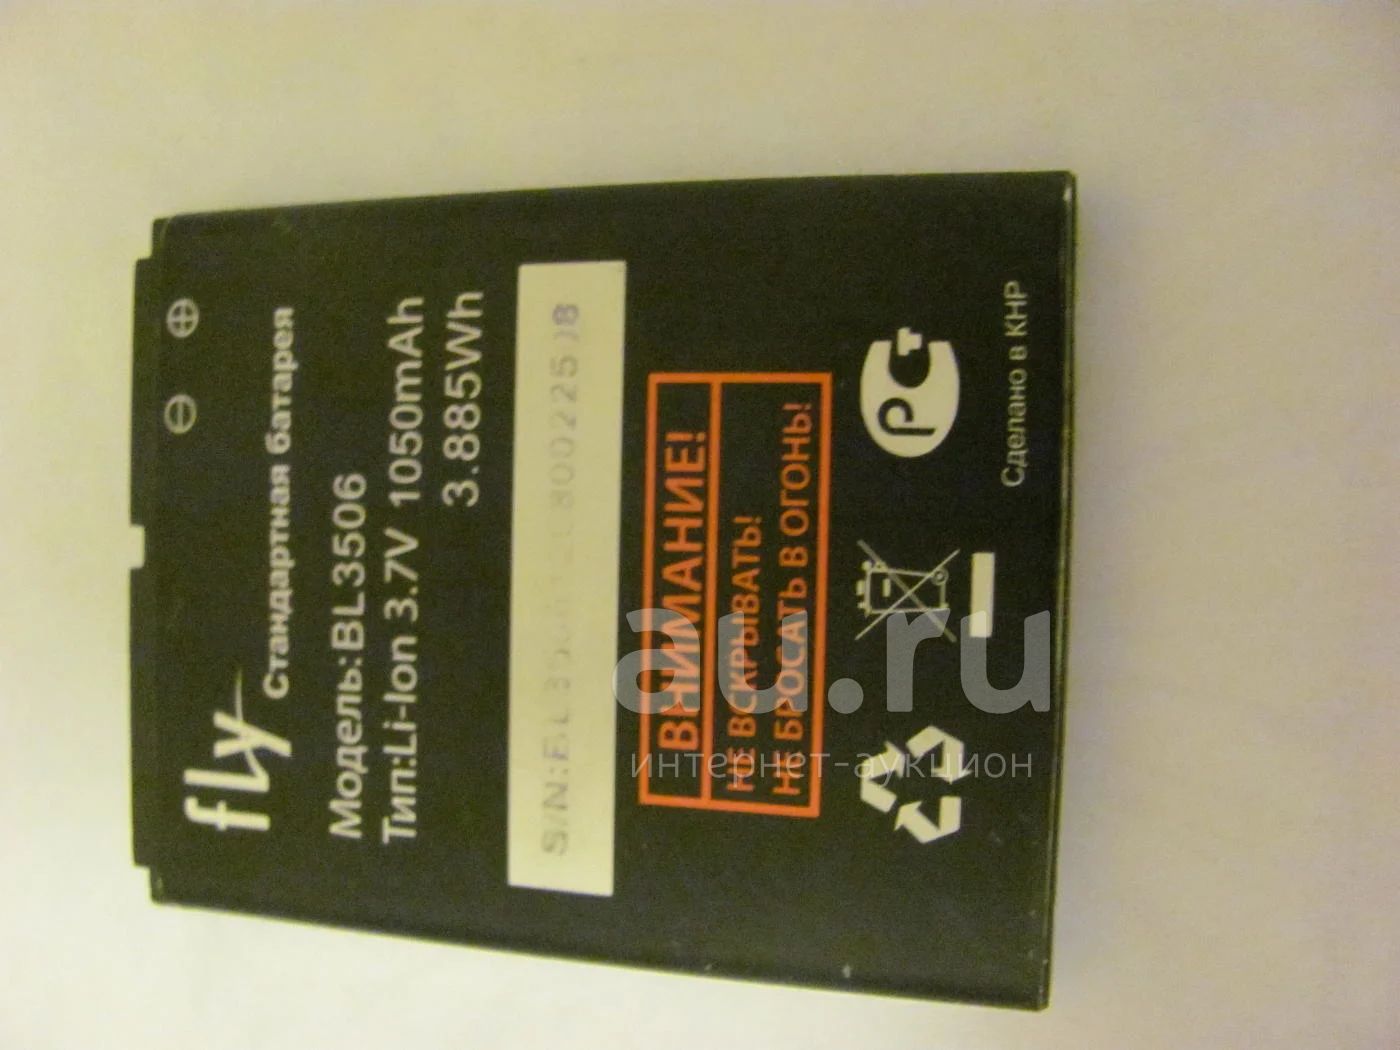 fly
Стандартная батарея
Модель:BL3506
Тип:Li-Ion 3.7V 1050mAh
3.885Wh
ВНИМАНИЕ!
НЕ ВСКРЫВАТЬ!
НЕ БРОСАТЬ В ОГОНЬ!
РС
Сделано в КНР
au.ru
интернет-аукцион